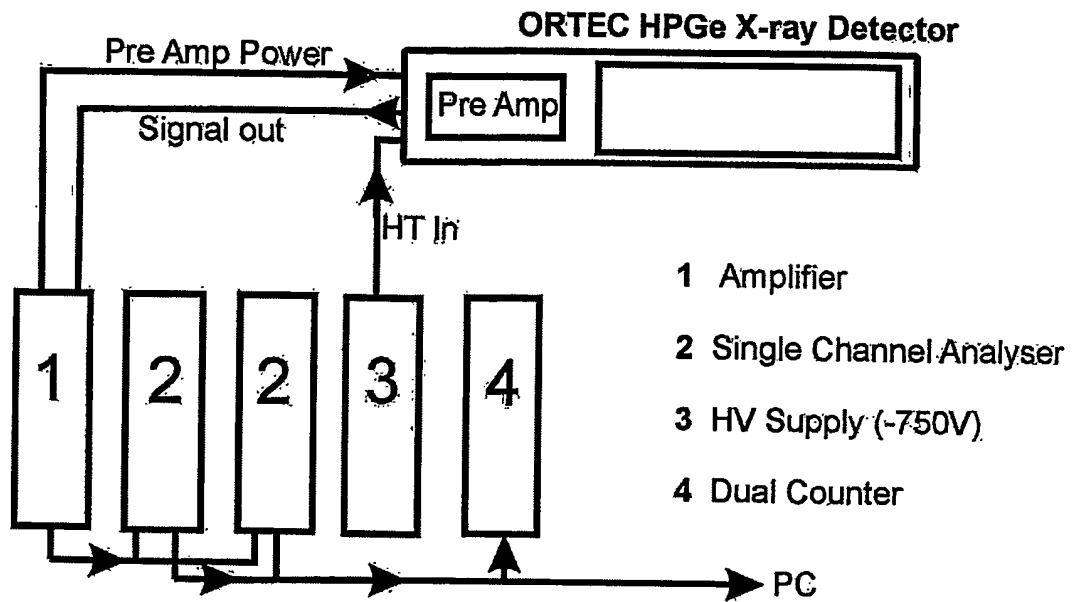 ORTEC HPGe X-ray Detector
Pre Amp Power
Pre Amp
Signal out
HT In
1 Amplifier
2 Single Channel Analyser
3 HV Supply (-750V)
4 Dual Counter
1
2
2
3
4
PC